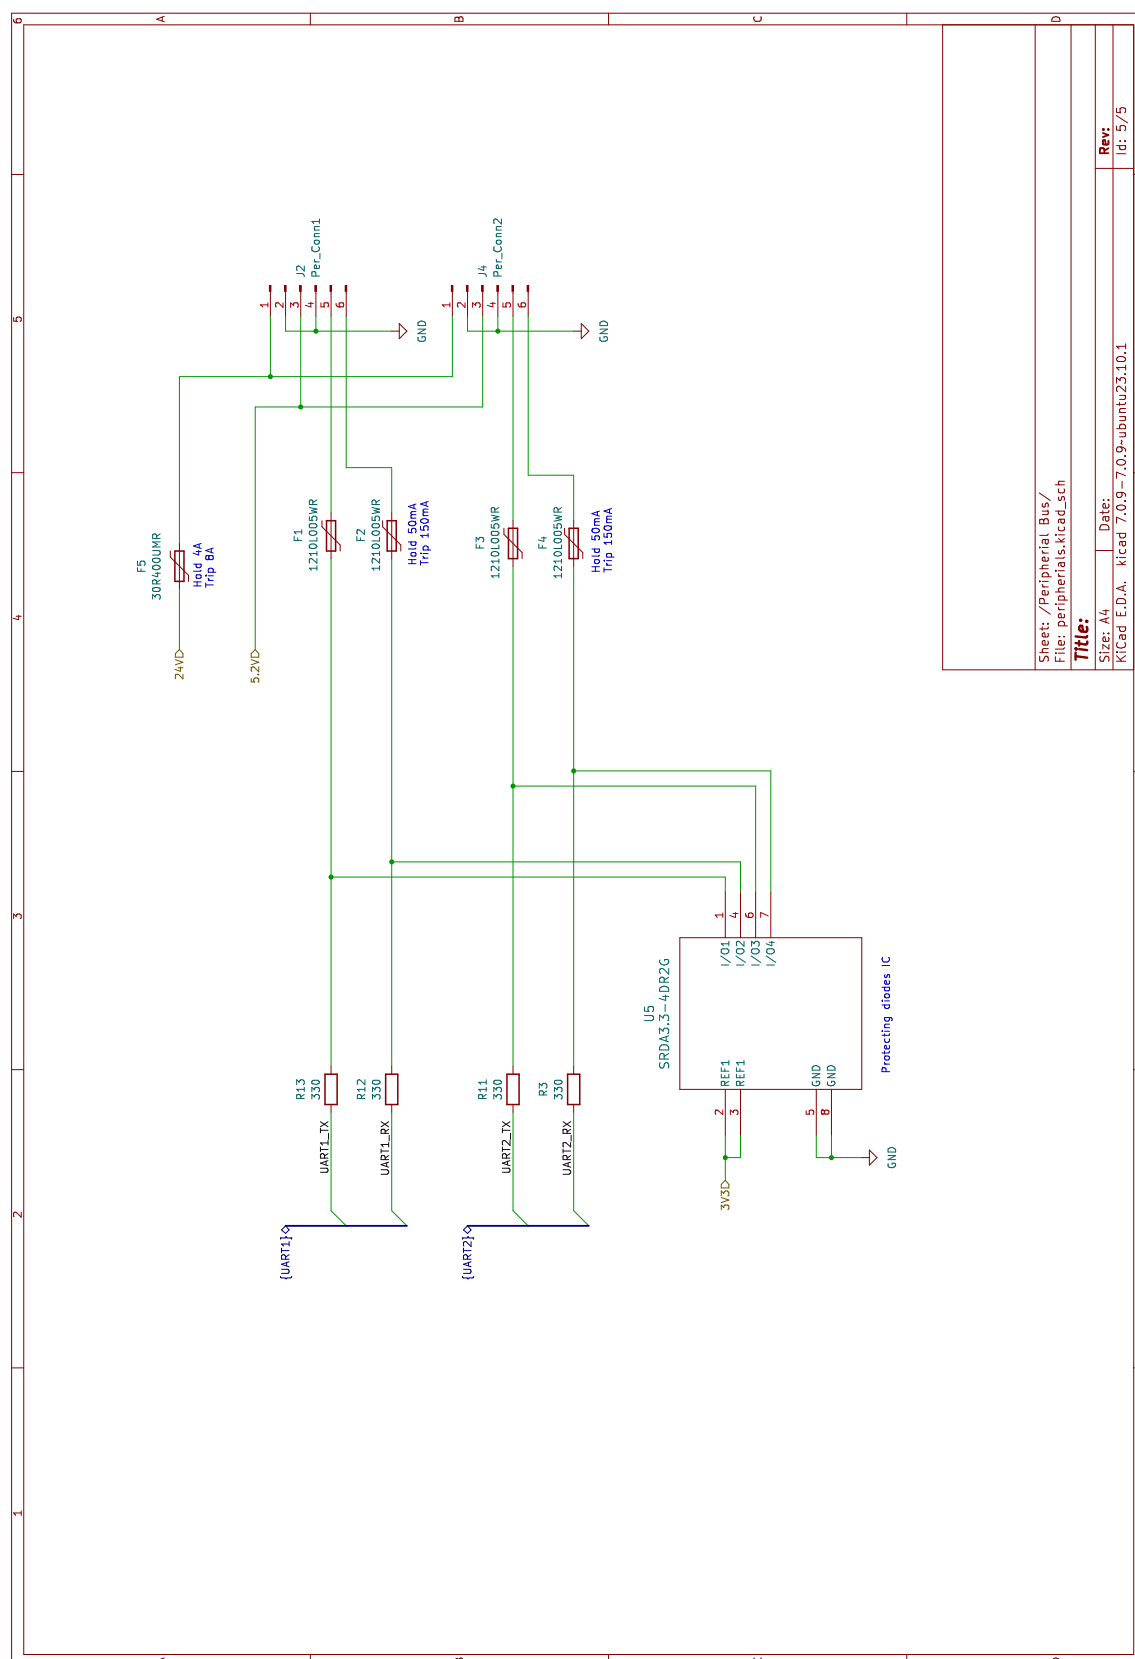 6
5
4
3
2
1
A
B
C
D
24V
F5
30R400UMR
Hold 4A
Trip 8A
5.2V
J2
Per_Conn1
1
2
3
4
5
6
GND
J4
Per_Conn2
1
2
3
4
5
6
GND
F1
1210L005WR
F2
1210L005WR
Hold 50mA
Trip 150mA
F3
1210L005WR
F4
1210L005WR
Hold 50mA
Trip 150mA
{UART1}
UART1_TX
R13
330
UART1_RX
R12
330
{UART2}
UART2_TX
R11
330
UART2_RX
R3
330
U5
SRDA3.3-4DR2G
3V3
2
REF1
3
REF1
5
GND
8
GND
GND
I/O1
1
I/O2
4
I/O3
6
I/O4
7
Protecting diodes IC
Sheet: /Peripherial Bus/
File: peripherials.kicad_sch
Title:
Size: A4
Date:
Rev:
KiCad E.D.A. kicad 7.0.9-7.0.9~ubuntu23.10.1
Id: 5/5